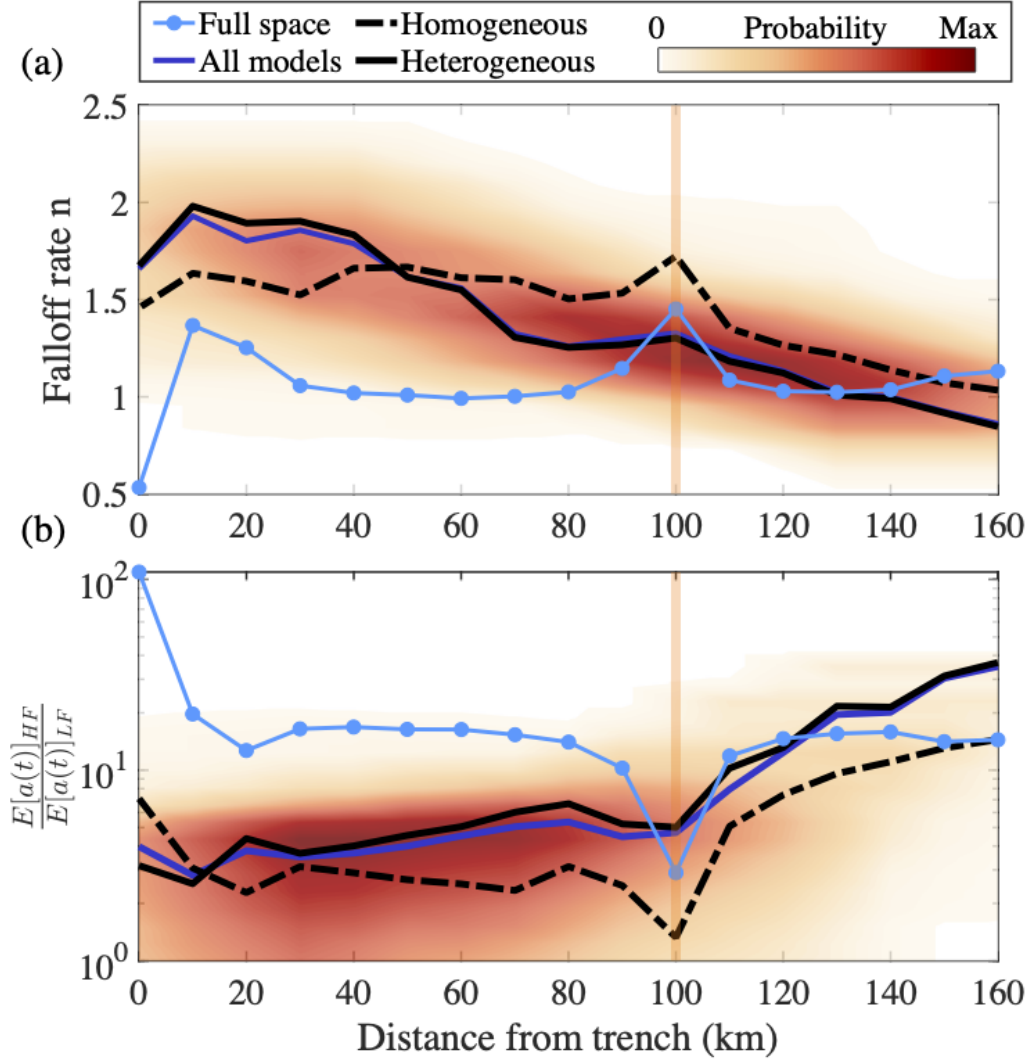 Full space Homogeneous 0 Probability Max
All models Heterogeneous
(a)
2.5
2
1.5
1
0.5
Falloff rate n
0 20 40 60 80 100 120 140 160
(b)
10^2
10^1
10^0
E[a(t)]_{HF}
E[a(t)]_{LF}
0 20 40 60 80 100 120 140 160
Distance from trench (km)